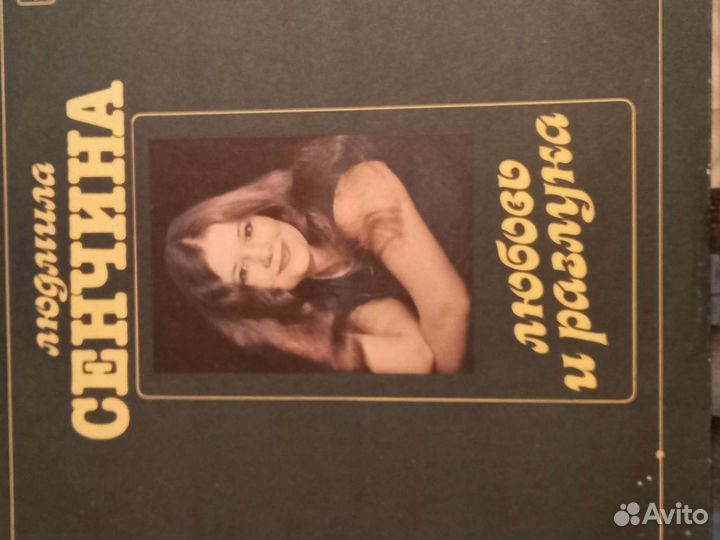 людмила
СЕНЧИНА
любовь
и разлука
Avito